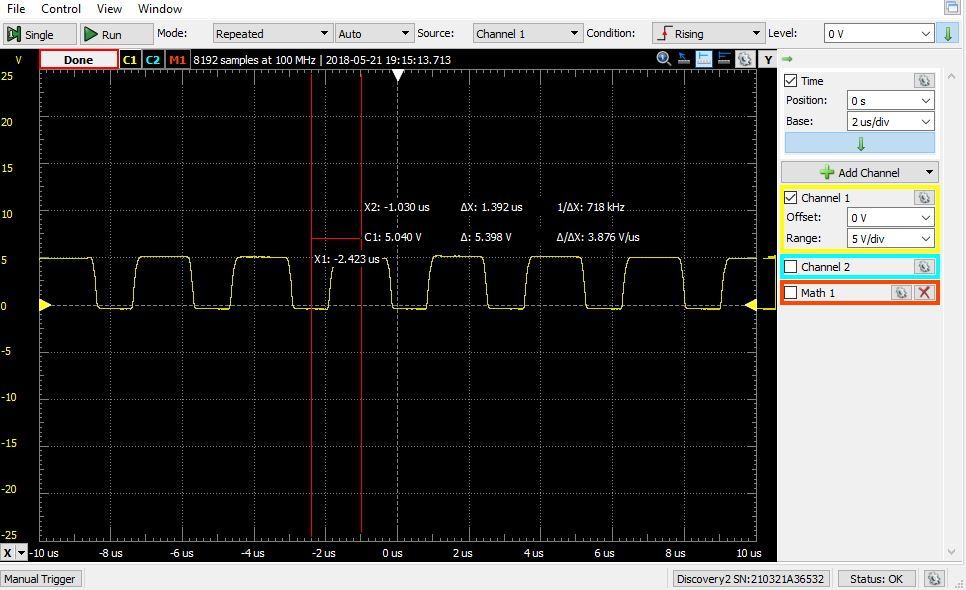 File Control View Window
Single Run Mode: Repeated Auto Source: Channel 1 Condition: Rising Level: 0 V
V Done C1 C2 M1 8192 samples at 100 MHz | 2018-05-21 19:15:13.713 Y
25
20
15
10
5
0
-5
-10
-15
-20
-25
X2: -1.030 us ΔX: 1.392 us 1/ΔX: 718 kHz
C1: 5.040 V Δ: 5.398 V Δ/ΔX: 3.876 V/us
X1: -2.423 us
X -10 us -8 us -6 us -4 us -2 us 0 us 2 us 4 us 6 us 8 us 10 us
Time
Position: 0 s
Base: 2 us/div
Add Channel
Channel 1
Offset: 0 V
Range: 5 V/div
Channel 2
Math 1
Manual Trigger Discovery2 SN:210321A36532 Status: OK